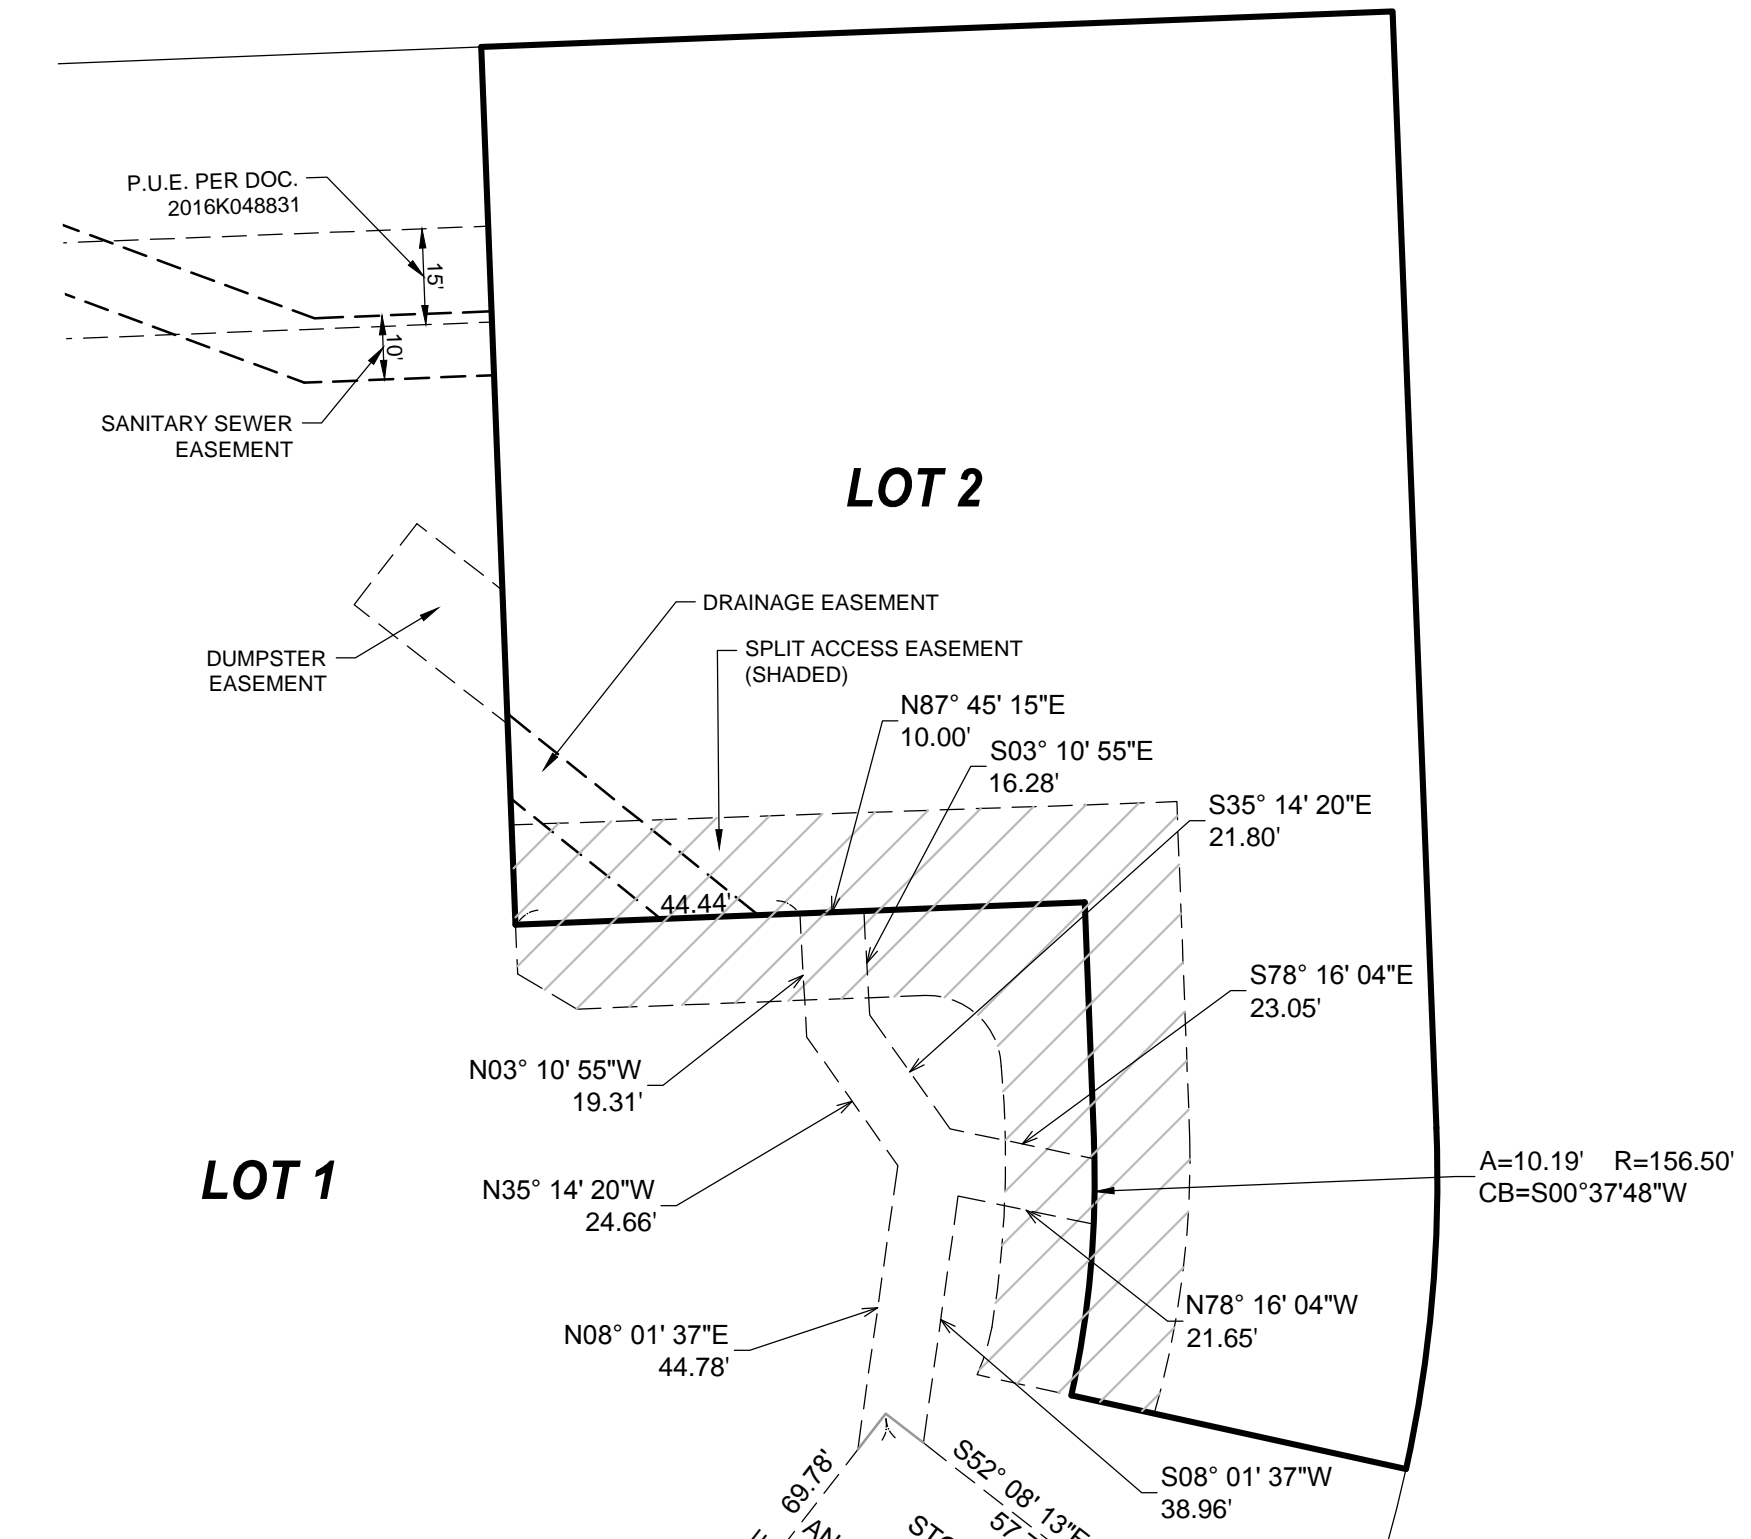 P.U.E. PER DOC.
2016K048831
15'
10'
SANITARY SEWER
EASEMENT
LOT 2
DRAINAGE EASEMENT
SPLIT ACCESS EASEMENT
(SHADED)
DUMPSTER
EASEMENT
N87° 45' 15"E
10.00'
S03° 10' 55"E
16.28'
S35° 14' 20"E
21.80'
44.44'
S78° 16' 04"E
23.05'
N03° 10' 55"W
19.31'
LOT 1
N35° 14' 20"W
24.66'
A=10.19' R=156.50'
CB=S00°37'48"W
N78° 16' 04"W
21.65'
N08° 01' 37"E
44.78'
S08° 01' 37"W
38.96'
69.78'
S52° 08' 13"E